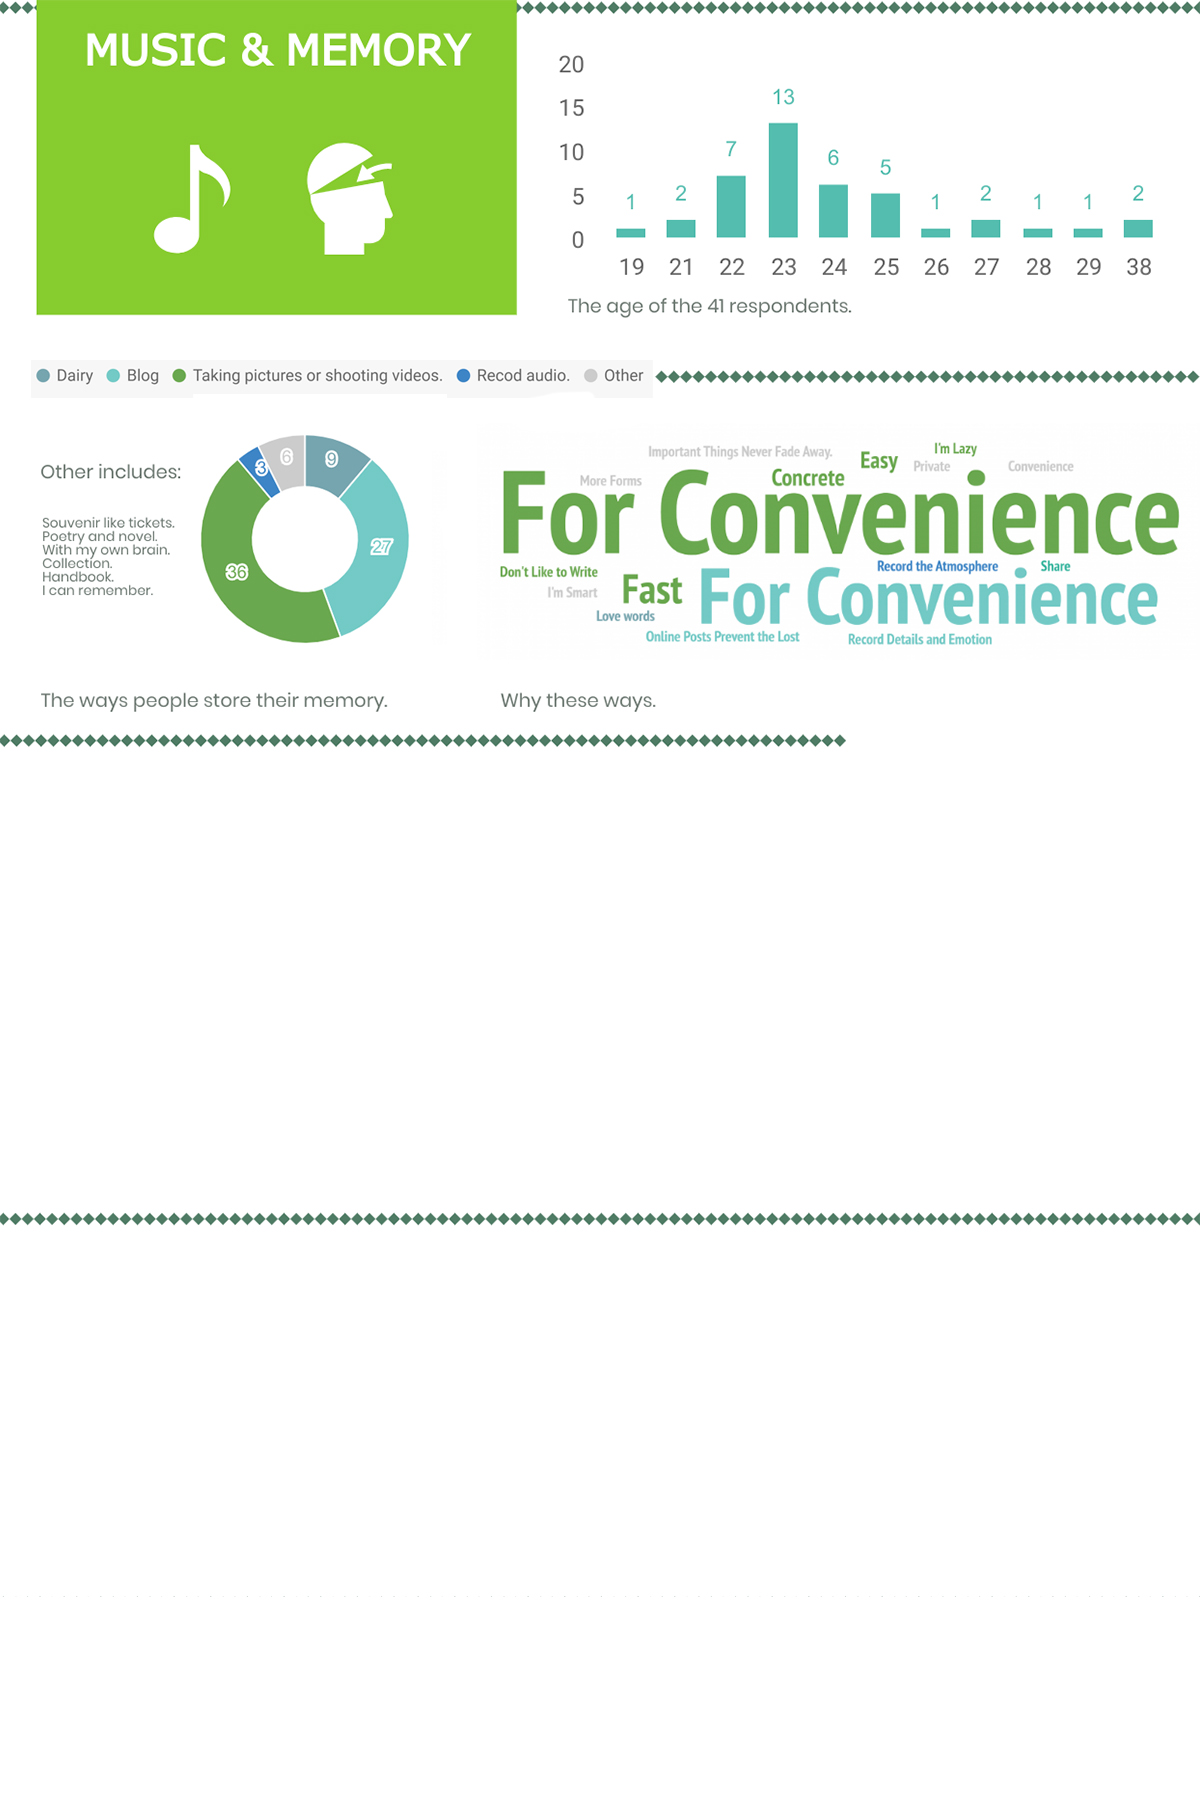 MUSIC & MEMORY
20
15
10
5
0
1
2
7
13
6
5
1
2
1
1
2
19 21 22 23 24 25 26 27 28 29 38
The age of the 41 respondents.
Dairy Blog Taking pictures or shooting videos. Recod audio. Other
Other includes:
Souvenir like tickets.
Poetry and novel.
With my own brain.
Collection.
Handbook.
I can remember.
3
6
9
27
36
The ways people store their memory.
Important Things Never Fade Away.
Easy
I'm Lazy
Private
Convenience
More Forms
Concrete
For Convenience
Don't Like to Write
Record the Atmosphere
Share
I'm Smart
Fast
For Convenience
Love words
Online Posts Prevent the Lost
Record Details and Emotion
Why these ways.